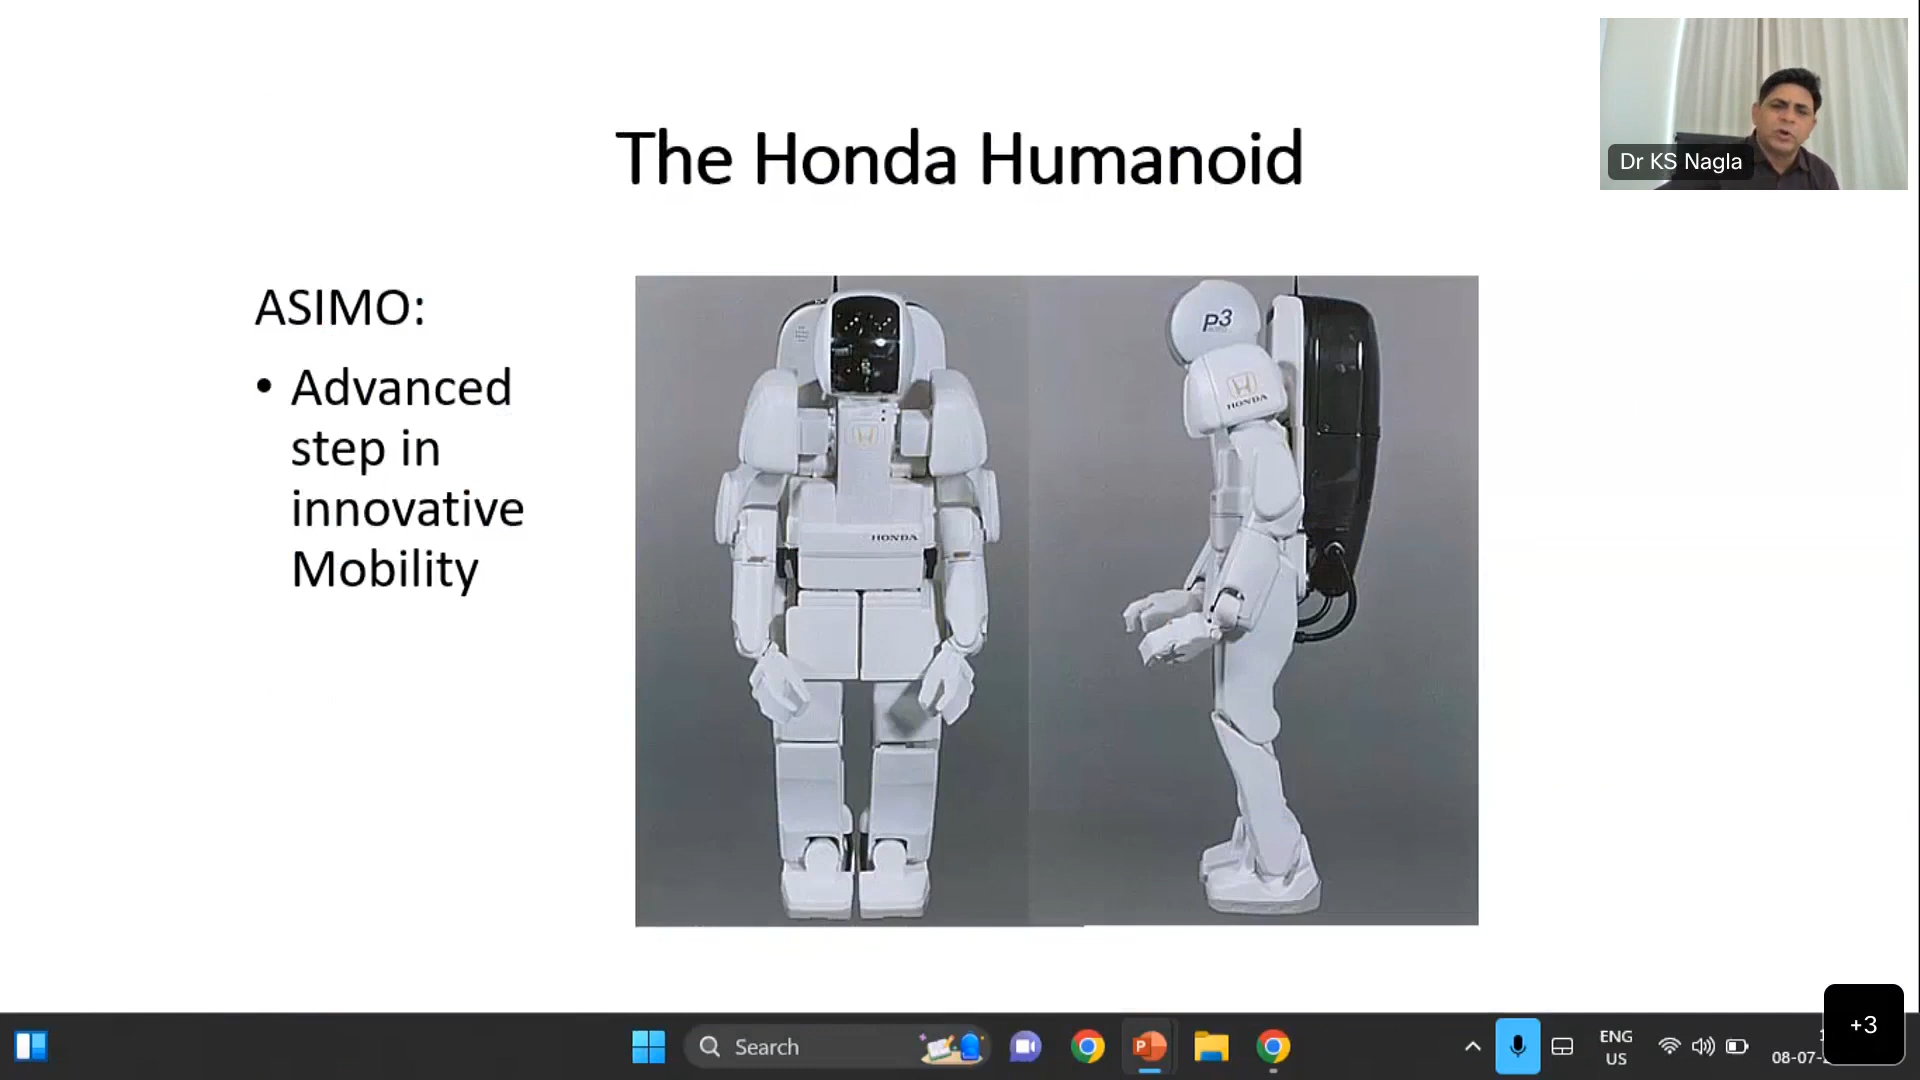 The Honda Humanoid
Dr KS Nagla
ASIMO:
• Advanced
step in
innovative
Mobility
P3
HONDA
HONDA
Search
ENG
US
08-07-
+3